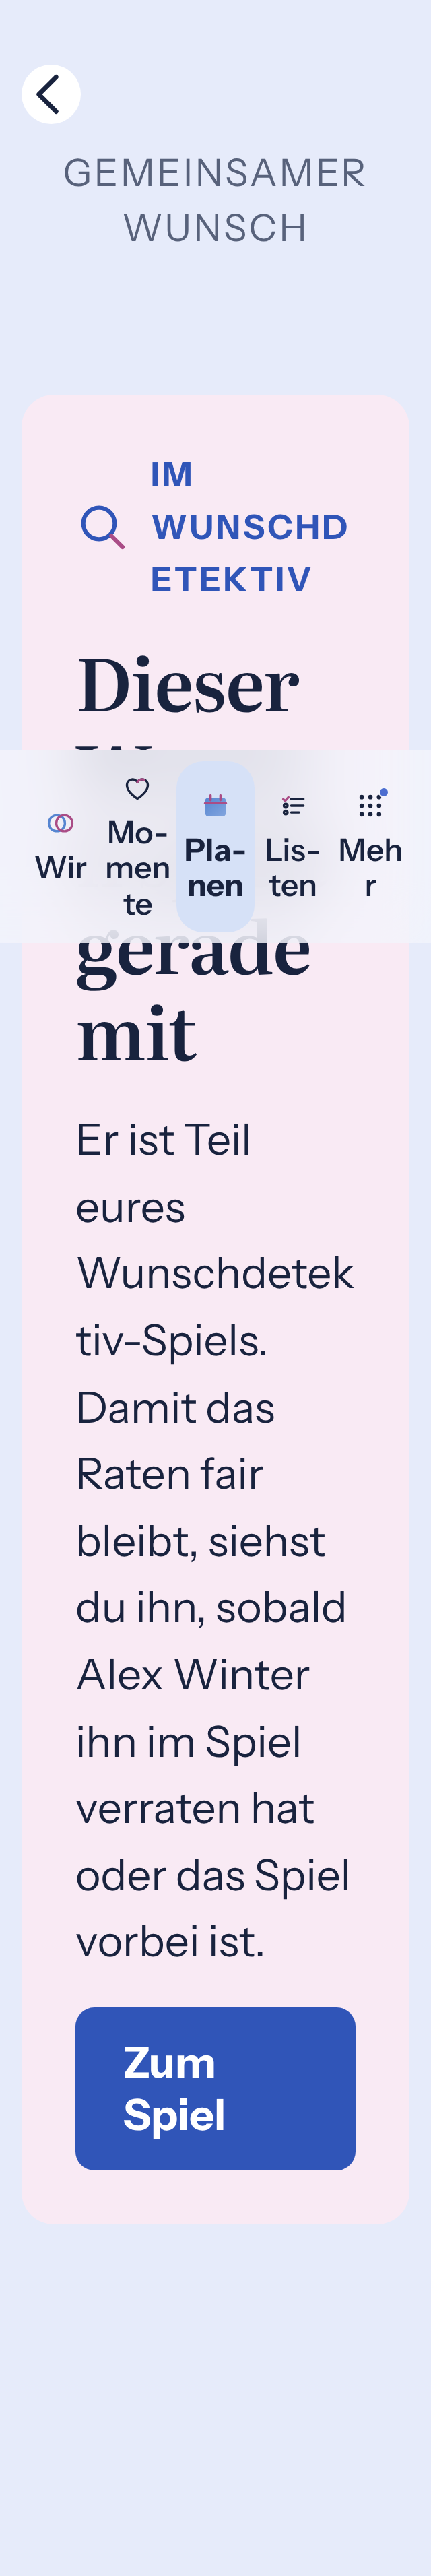 GEMEINSAMER
WUNSCH
IM
WUNSCHD
ETEKTIV
Dieser
Wir
Mo-
men
te
Pla-
nen
Lis-
ten
Meh
r
gerade
mit
Er ist Teil
eures
Wunschdetek
tiv-Spiels.
Damit das
Raten fair
bleibt, siehst
du ihn, sobald
Alex Winter
ihn im Spiel
verraten hat
oder das Spiel
vorbei ist.
Zum
Spiel